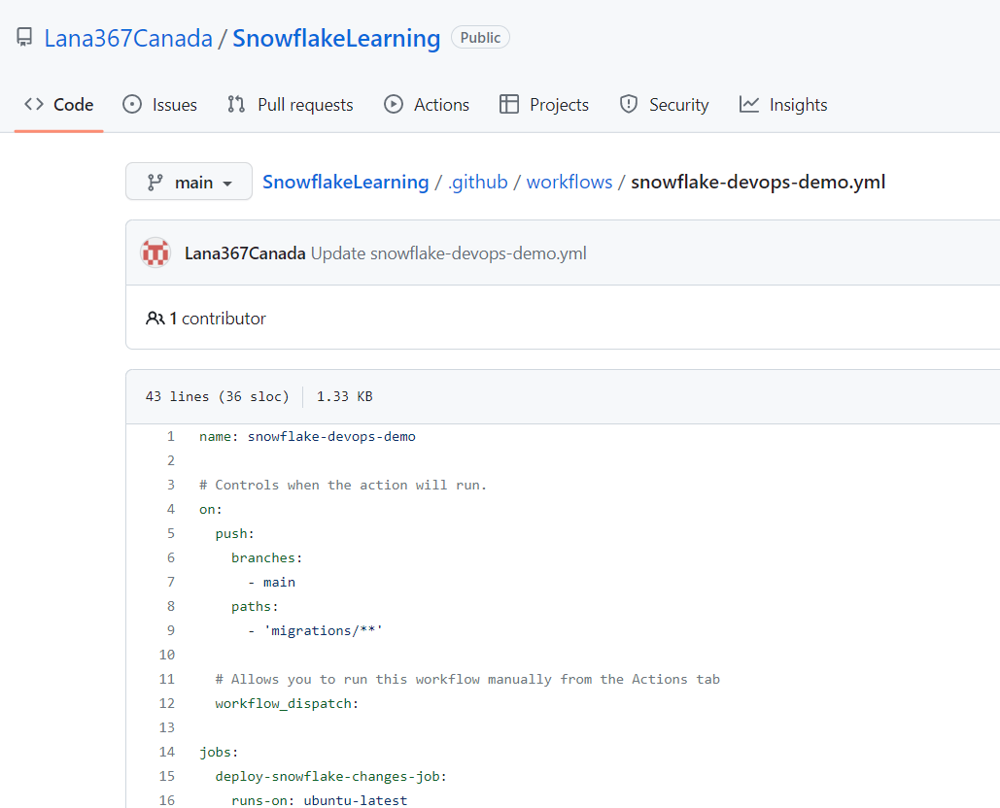 Lana367Canada / SnowflakeLearning Public
Code Issues Pull requests Actions Projects Security Insights
main SnowflakeLearning / .github / workflows / snowflake-devops-demo.yml
Lana367Canada Update snowflake-devops-demo.yml
1 contributor
43 lines (36 sloc) 1.33 KB
1 name: snowflake-devops-demo
2
3 # Controls when the action will run.
4 on:
5 push:
6 branches:
7 - main
8 paths:
9 - 'migrations/**'
10
11 # Allows you to run this workflow manually from the Actions tab
12 workflow_dispatch:
13
14 jobs:
15 deploy-snowflake-changes-job:
16 runs-on: ubuntu-latest